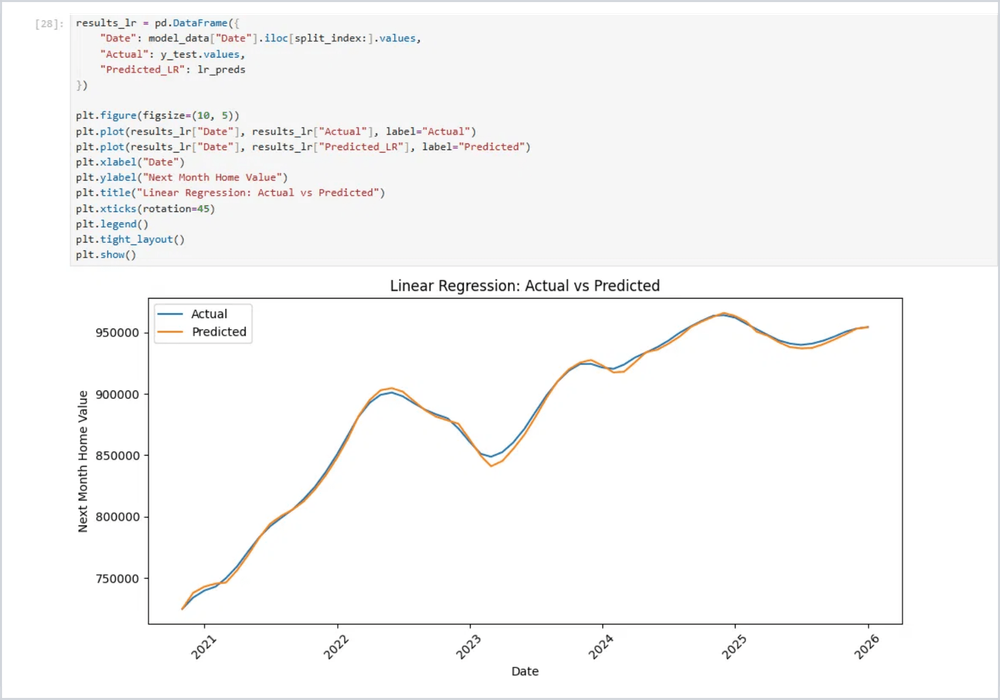 [28]: results_lr = pd.DataFrame({
    "Date": model_data["Date"].iloc[split_index:].values,
    "Actual": y_test.values,
    "Predicted_LR": lr_preds
})
plt.figure(figsize=(10, 5))
plt.plot(results_lr["Date"], results_lr["Actual"], label="Actual")
plt.plot(results_lr["Date"], results_lr["Predicted_LR"], label="Predicted")
plt.xlabel("Date")
plt.ylabel("Next Month Home Value")
plt.title("Linear Regression: Actual vs Predicted")
plt.xticks(rotation=45)
plt.legend()
plt.tight_layout()
plt.show()
Linear Regression: Actual vs Predicted
Actual
Predicted
950000
900000
850000
800000
750000
Next Month Home Value
2021
2022
2023
2024
2025
2026
Date